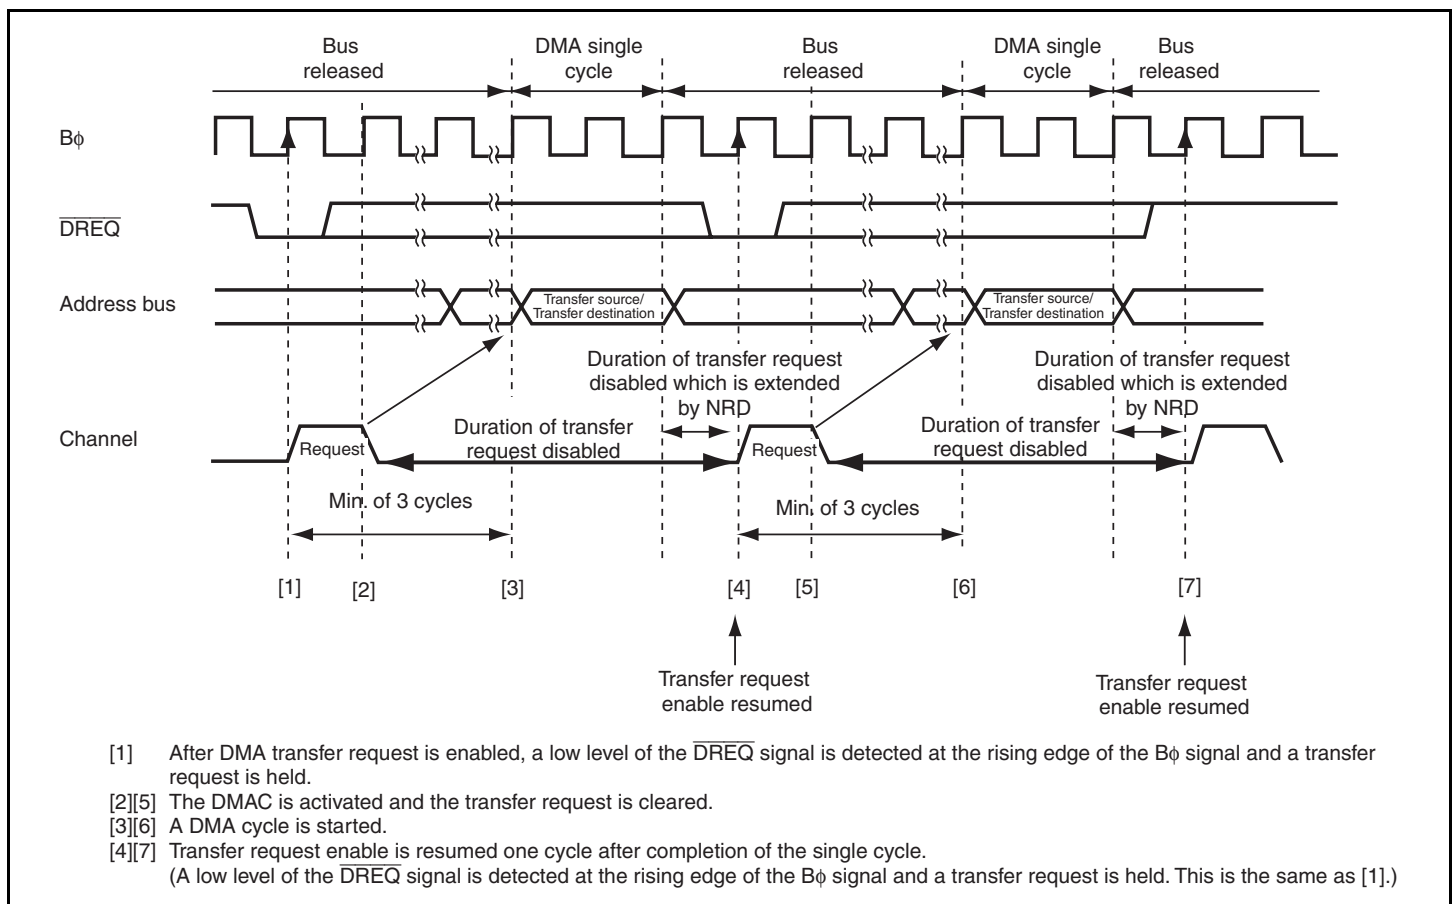 Bus
released
DMA single
cycle
Bus
released
DMA single
cycle
Bus
released
Bφ
DREQ
Address bus
Transfer source/
Transfer destination
Transfer source/
Transfer destination
Duration of transfer request
disabled which is extended
by NRD
Duration of transfer request
disabled which is extended
by NRD
Channel
Request
Duration of transfer
request disabled
Request
Duration of transfer
request disabled
Min. of 3 cycles
Min. of 3 cycles
[1]
[2]
[3]
[4]
[5]
[6]
[7]
Transfer request
enable resumed
Transfer request
enable resumed
[1] After DMA transfer request is enabled, a low level of the DREQ signal is detected at the rising edge of the Bφ signal and a transfer
request is held.
[2][5] The DMAC is activated and the transfer request is cleared.
[3][6] A DMA cycle is started.
[4][7] Transfer request enable is resumed one cycle after completion of the single cycle.
(A low level of the DREQ signal is detected at the rising edge of the Bφ signal and a transfer request is held. This is the same as [1].)